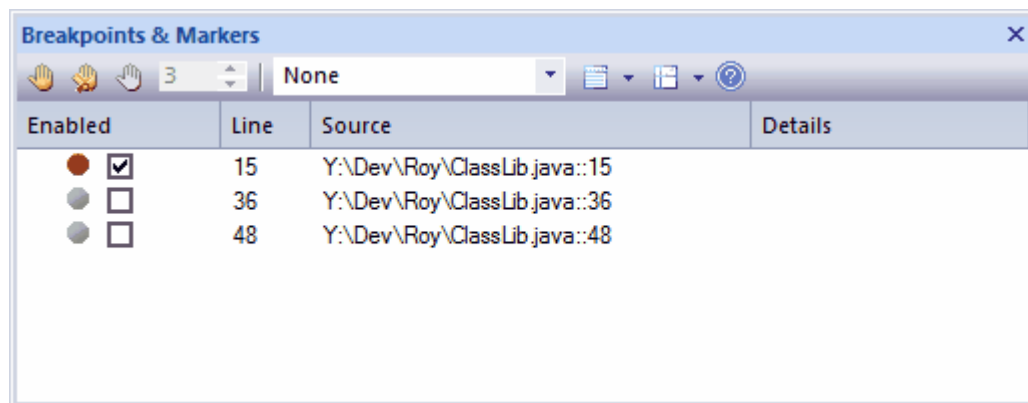 Breakpoints & Markers
3 None
Enabled Line Source Details
15 Y:\Dev\Roy\ClassLib.java::15
36 Y:\Dev\Roy\ClassLib.java::36
48 Y:\Dev\Roy\ClassLib.java::48